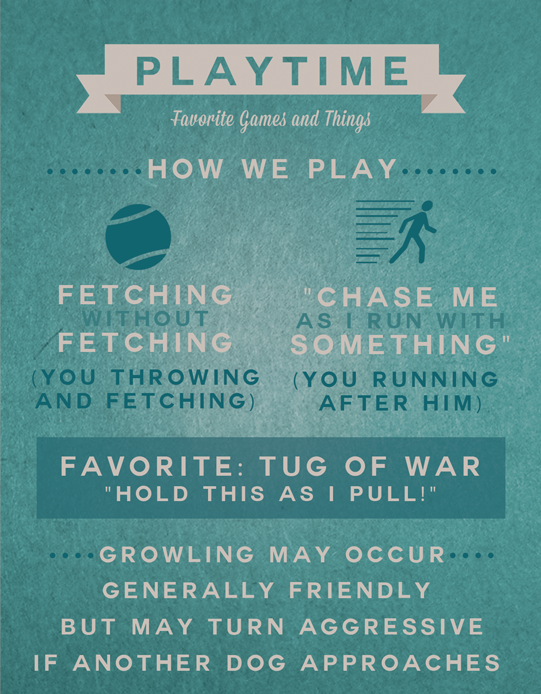 PLAYTIME
Favorite Games and Things
HOW WE PLAY
FETCHING
WITHOUT
FETCHING
(YOU THROWING
AND FETCHING)
"CHASE ME
AS I RUN WITH
SOMETHING"
(YOU RUNNING
AFTER HIM)
FAVORITE: TUG OF WAR
"HOLD THIS AS I PULL!"
GROWLING MAY OCCUR
GENERALLY FRIENDLY
BUT MAY TURN AGGRESSIVE
IF ANOTHER DOG APPROACHES